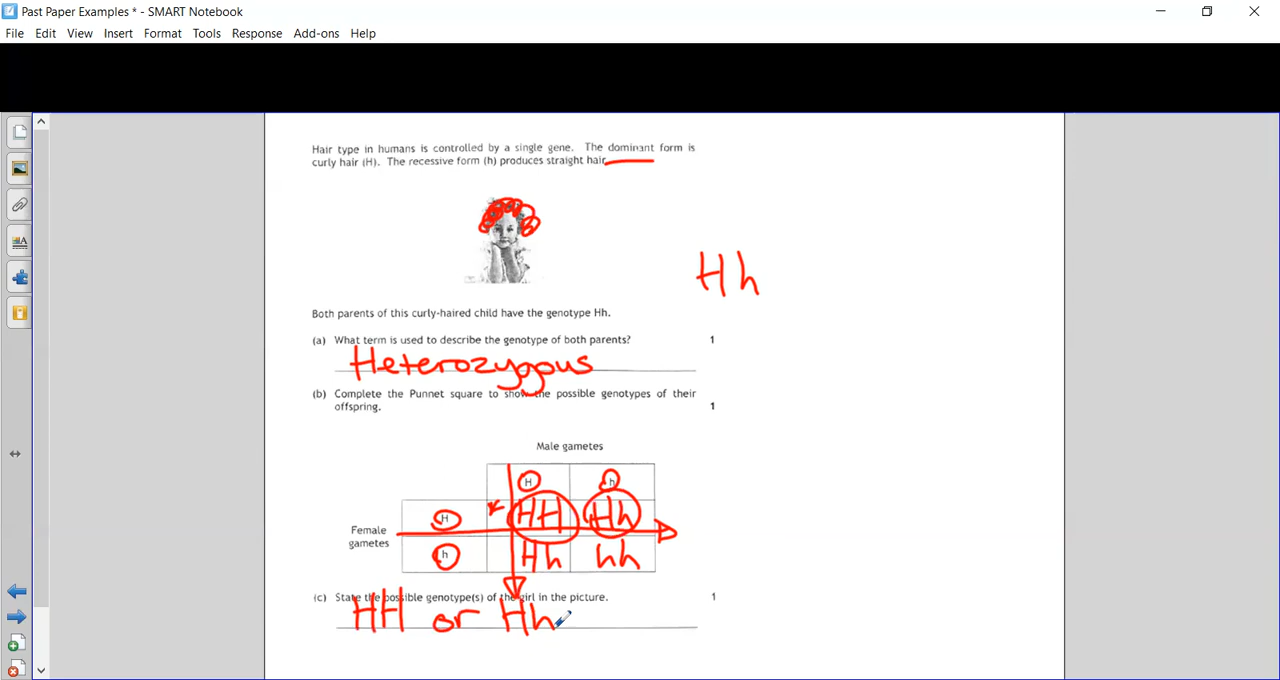 Past Paper Examples * - SMART Notebook
File Edit View Insert Format Tools Response Add-ons Help
Hair type in humans is controlled by a single gene. The dominant form is
curly hair (H). The recessive form (h) produces straight hair.
Hh
Both parents of this curly-haired child have the genotype Hh.
(a) What term is used to describe the genotype of both parents? 1
Heterozygous
(b) Complete the Punnet square to show the possible genotypes of their
offspring. 1
Male gametes
H h
Female
gametes
H HH Hh
h Hh hh
(c) State the possible genotype(s) of the girl in the picture. 1
HH or Hh